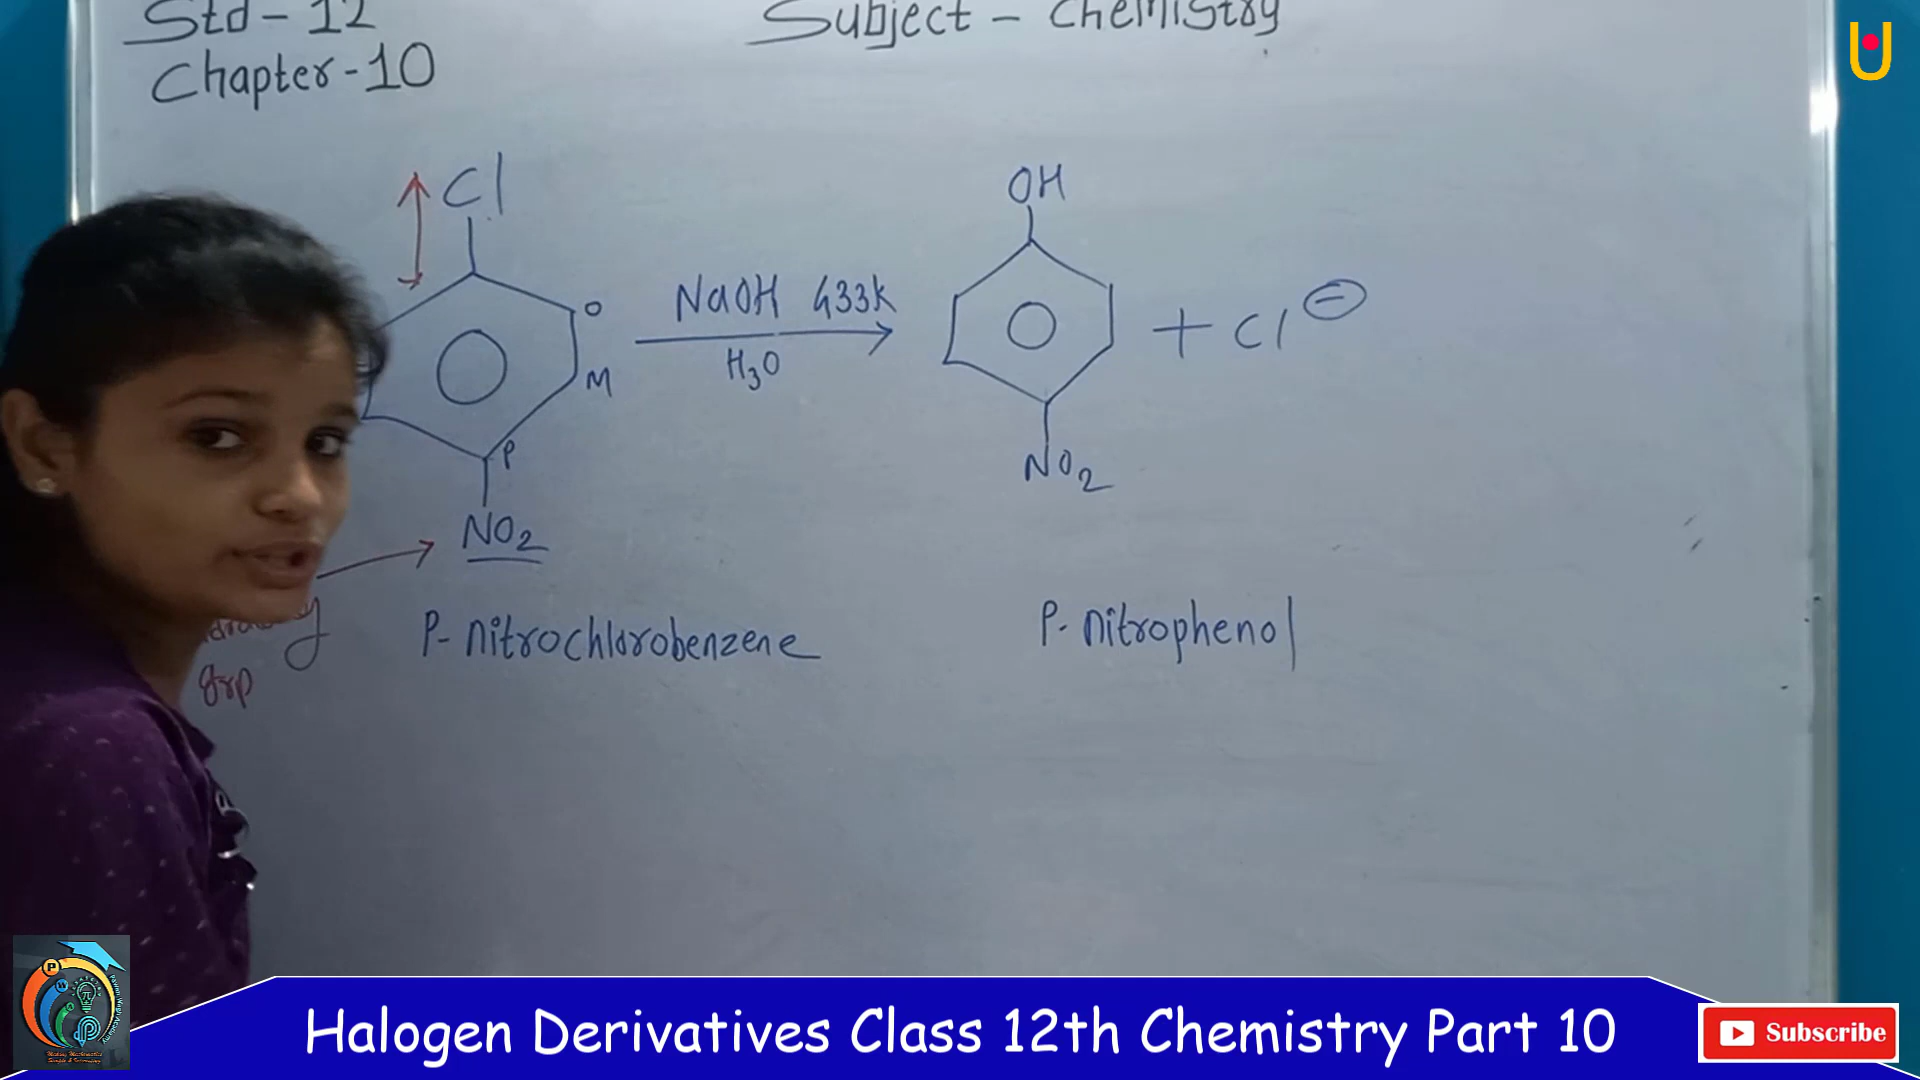 Std - 12
Subject - Chemistry
Chapter - 10
Cl
O
M
P
NO2
NaOH 433K
H3O
OH
NO2
+ Cl ⊖
grp
P- nitrochlorobenzene
P- nitrophenol
Halogen Derivatives Class 12th Chemistry Part 10
Subscribe